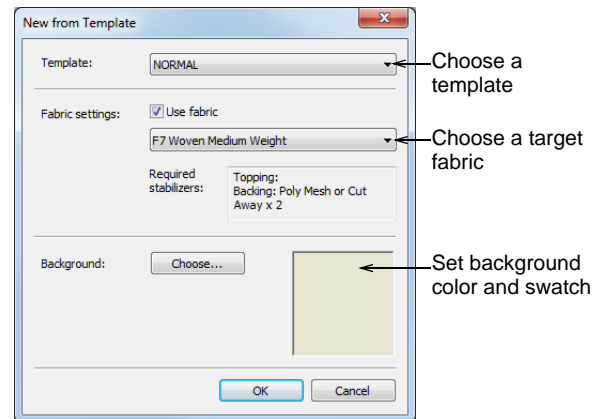 New from Template
Template:
NORMAL
Choose a
template
Fabric settings:
Use fabric
F7 Woven Medium Weight
Choose a target
fabric
Required
stabilizers:
Topping:
Backing: Poly Mesh or Cut
Away x 2
Background:
Choose...
Set background
color and swatch
OK
Cancel